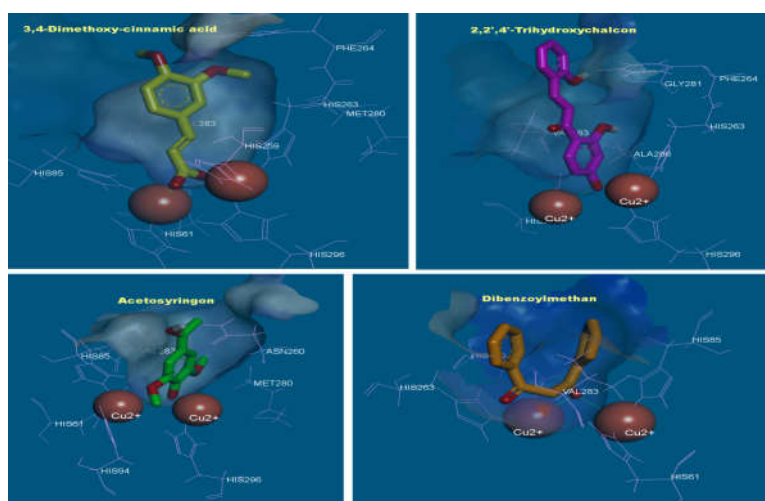 3,4-Dimethoxy-cinnamic acid
PHE264
HIS263
MET280
283
HIS259
HIS85
HIS61
HIS296
2,2',4'-Trihydroxychalcon
PHE264
GLY281
HIS263
ALA286
Cu2+
Cu2+
HIS296
Acetosyringon
HIS85
ASN260
MET280
Cu2+
Cu2+
HIS61
HIS94
HIS296
Dibenzoylmethan
HIS85
HIS263
VAL283
Cu2+
Cu2+
HIS61